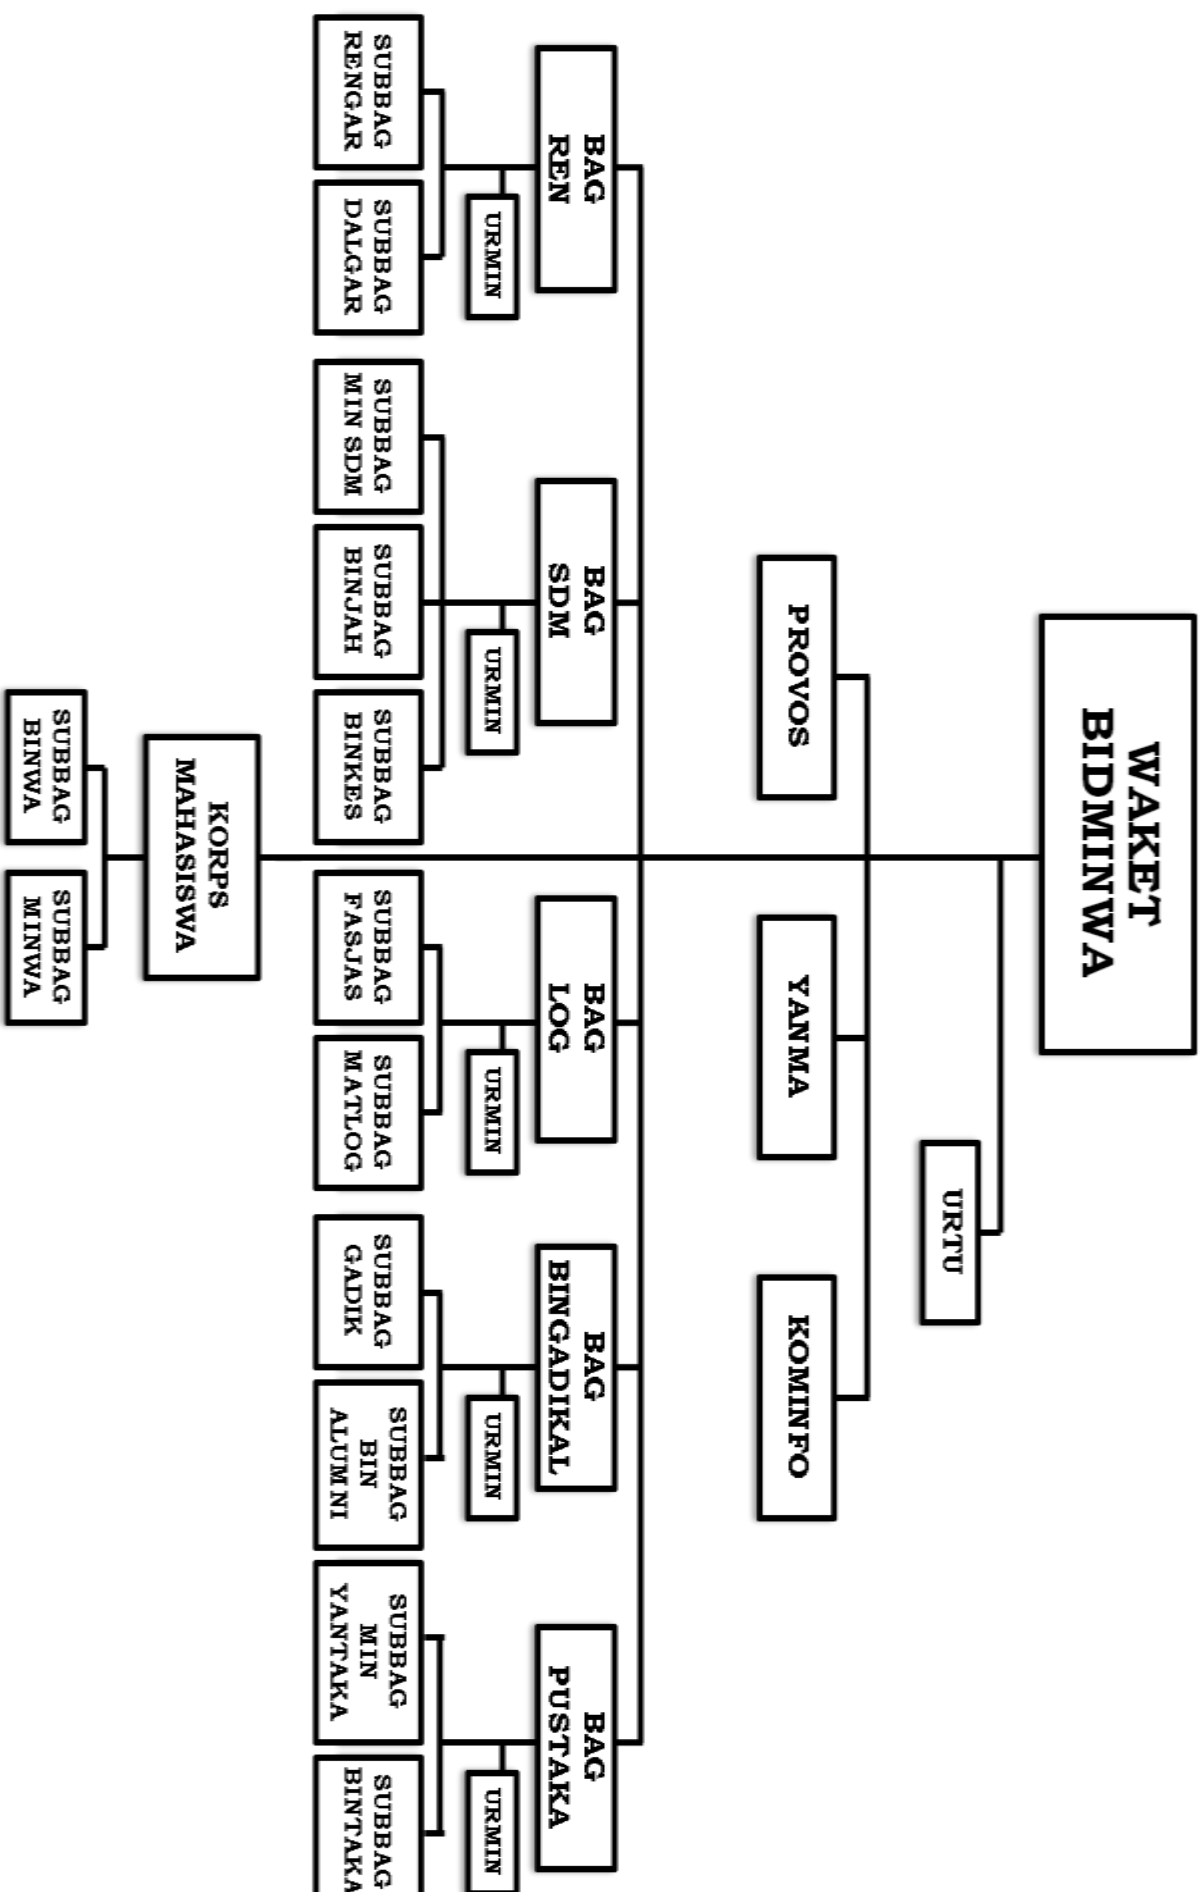 WAKET
BIDMINWA
URTU
PROVOS
YANMA
KOMINFO
BAG
REN
BAG
SDM
BAG
LOG
BAG
BINGADIKAL
BAG
PUSTAKA
URMIN
URMIN
URMIN
URMIN
URMIN
SUBBAG
RENGAR
SUBBAG
DALGAR
SUBBAG
MIN SDM
SUBBAG
BINJAH
SUBBAG
BINKES
SUBBAG
FASJAS
SUBBAG
MATLOG
SUBBAG
GADIK
SUBBAG
BIN
ALUMNI
SUBBAG
MIN
YANTAKA
SUBBAG
BINTAKA
KORPS
MAHASISWA
SUBBAG
BINWA
SUBBAG
MINWA